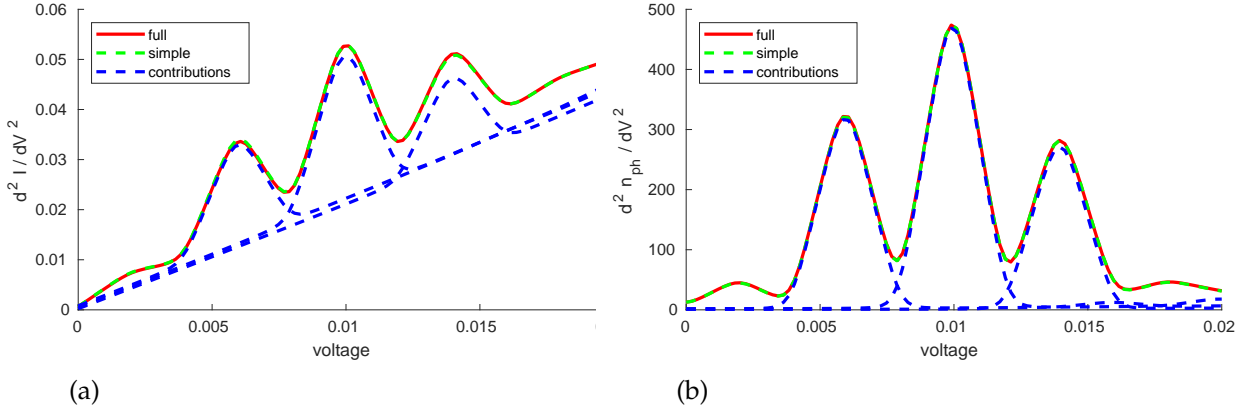 0.06
0.05
0.04
0.03
0.02
0.01
0
d² I / dV²
full
simple
contributions
0 0.005 0.01 0.015
voltage
(a)
500
400
300
200
100
0
d² nph / dV²
full
simple
contributions
0 0.005 0.01 0.015 0.02
voltage
(b)